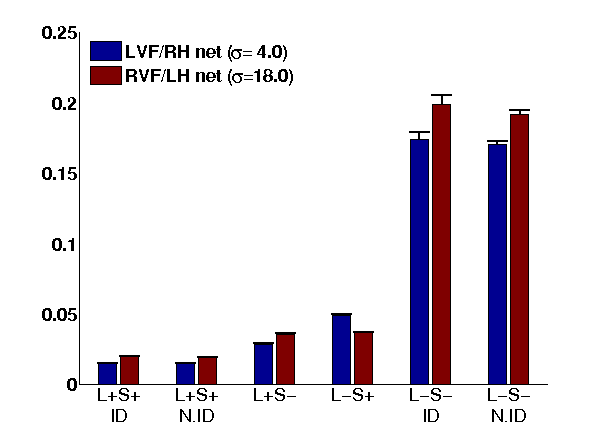 0.25
LVF/RH net (σ= 4.0)
RVF/LH net (σ=18.0)
0.2
0.15
0.1
0.05
0
L+S+ L+S+ L+S− L−S+ L−S− L−S−
ID N.ID ID N.ID